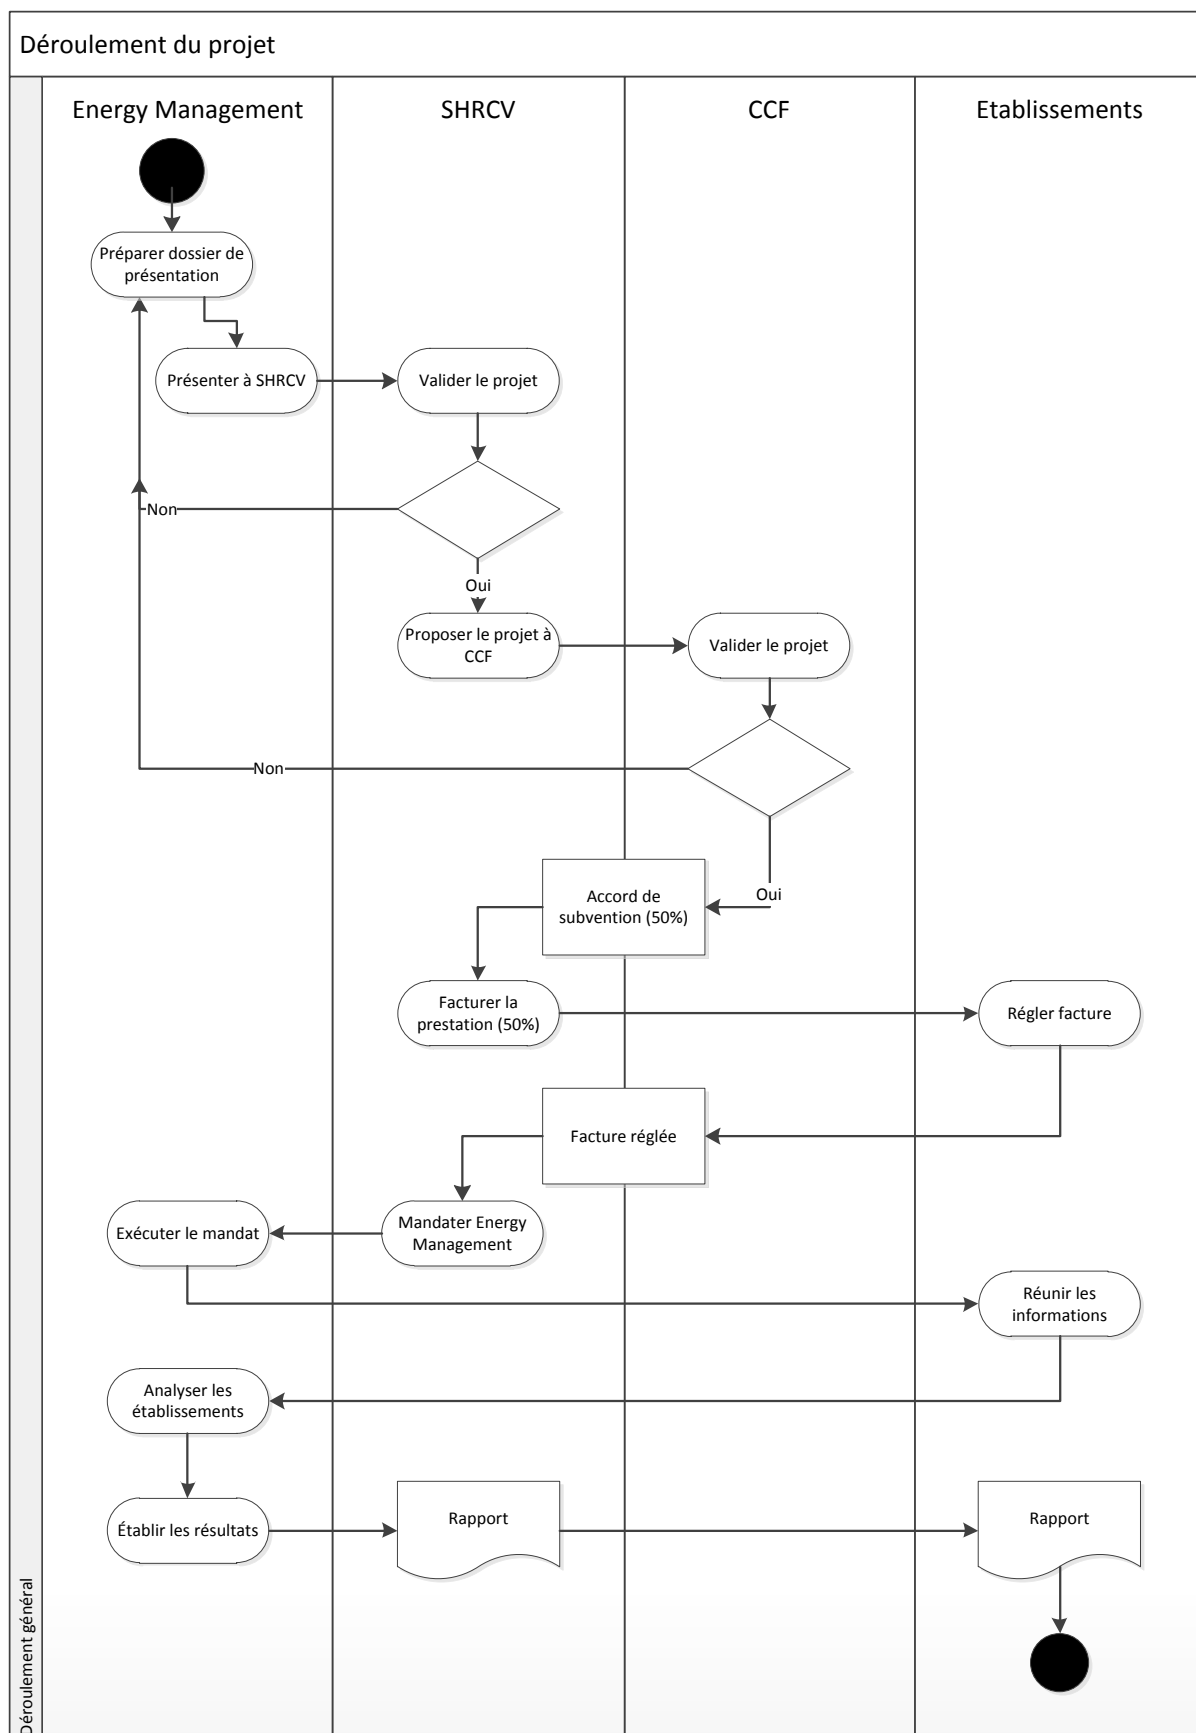 Déroulement du projet
Energy Management
SHRCV
CCF
Etablissements
Préparer dossier de
présentation
Présenter à SHRCV
Valider le projet
Non
Oui
Proposer le projet à
CCF
Valider le projet
Non
Oui
Accord de
subvention (50%)
Facturer la
prestation (50%)
Régler facture
Facture réglée
Mandater Energy
Management
Exécuter le mandat
Réunir les
informations
Analyser les
établissements
Établir les résultats
Rapport
Rapport
Déroulement général